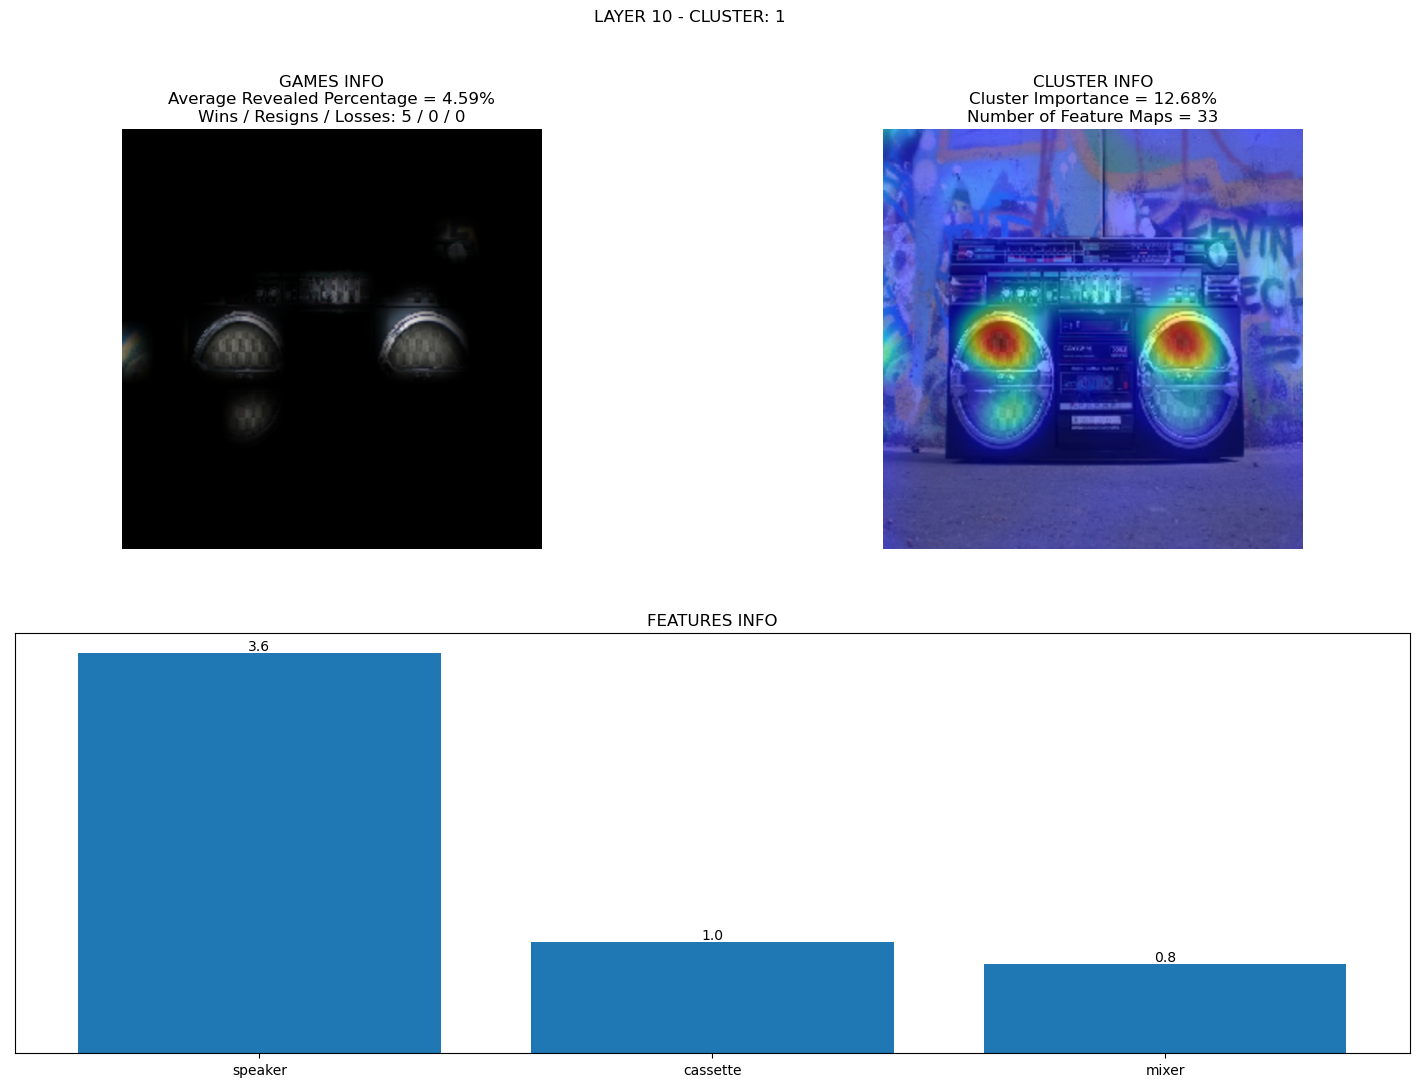 LAYER 10 - CLUSTER: 1
GAMES INFO
Average Revealed Percentage = 4.59%
Wins / Resigns / Losses: 5 / 0 / 0
CLUSTER INFO
Cluster Importance = 12.68%
Number of Feature Maps = 33
EVIN
ECL
FEATURES INFO
3.6
1.0
0.8
speaker
cassette
mixer